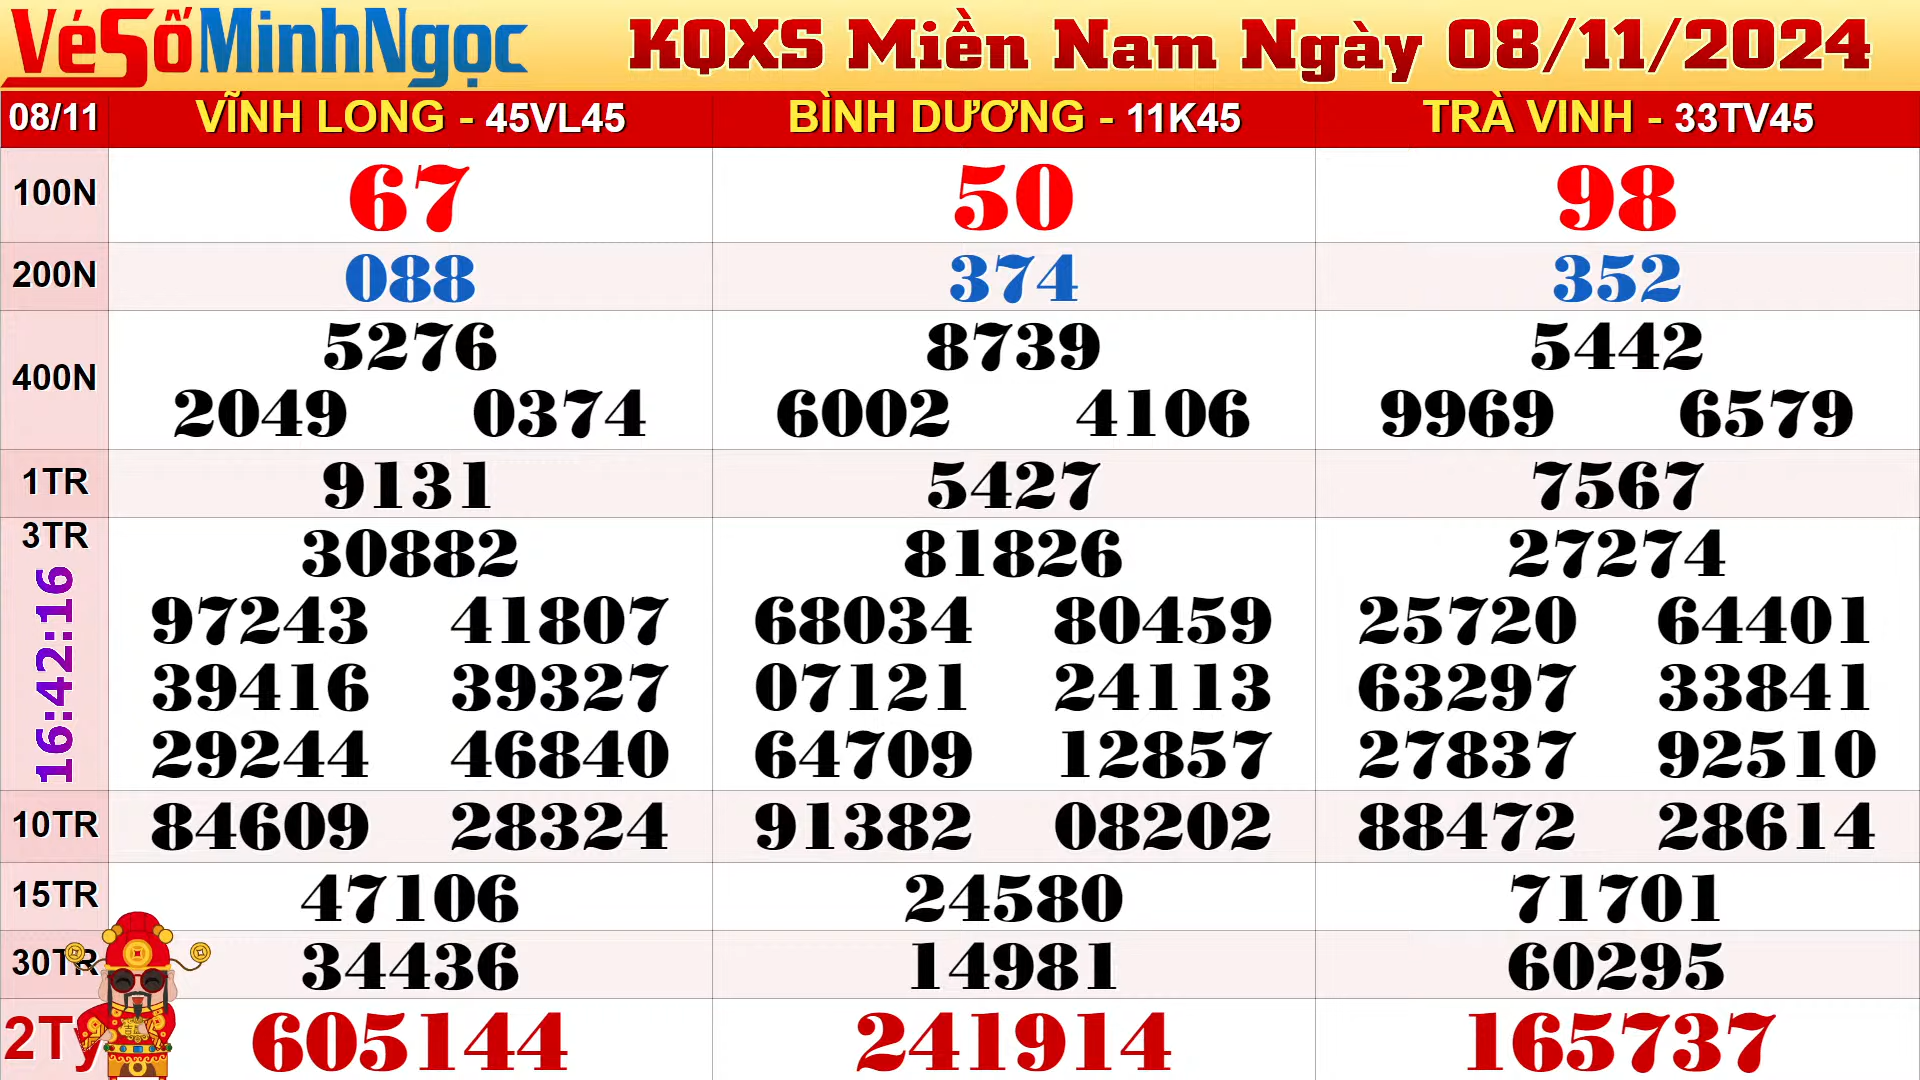 VéSốMinhNgọc KQXS Miền Nam Ngày 08/11/2024
08/11 VĨNH LONG - 45VL45 BÌNH DƯƠNG - 11K45 TRÀ VINH - 33TV45
100N 67 50 98
200N 088 374 352
5276 8739 5442
400N
2049 0374 6002 4106 9969 6579
1TR 9131 5427 7567
3TR 30882 81826 27274
97243 41807 68034 80459 25720 64401
16:42:16
39416 39327 07121 24113 63297 33841
29244 46840 64709 12857 27837 92510
10TR 84609 28324 91382 08202 88472 28614
15TR 47106 24580 71701
30TR 34436 14981 60295
2Tỷ 605144 241914 165737